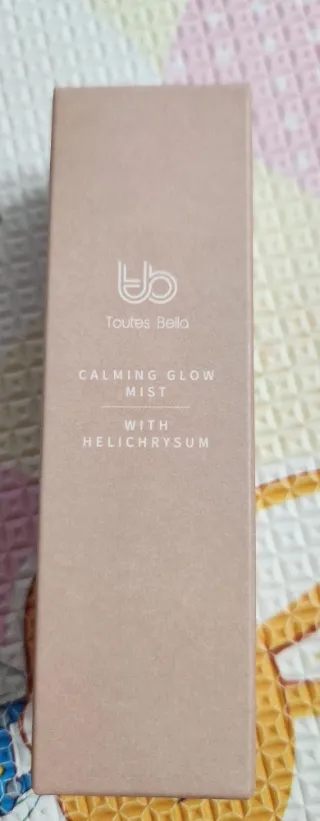 tb
Toutes Bella
CALMING GLOW
MIST
WITH
HELICHRYSUM